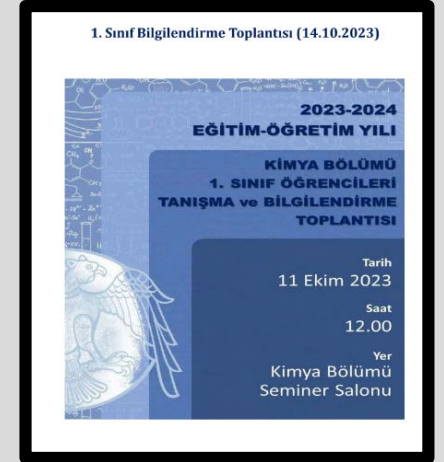 1. Sınıf Bilgilendirme Toplantısı (14.10.2023)
2023-2024
EĞİTİM-ÖĞRETİM YILI
KİMYA BÖLÜMÜ
1. SINIF ÖĞRENCİLERİ
TANIŞMA ve BİLGİLENDİRME
TOPLANTISI
Tarih
11 Ekim 2023
Saat
12.00
Yer
Kimya Bölümü
Seminer Salonu